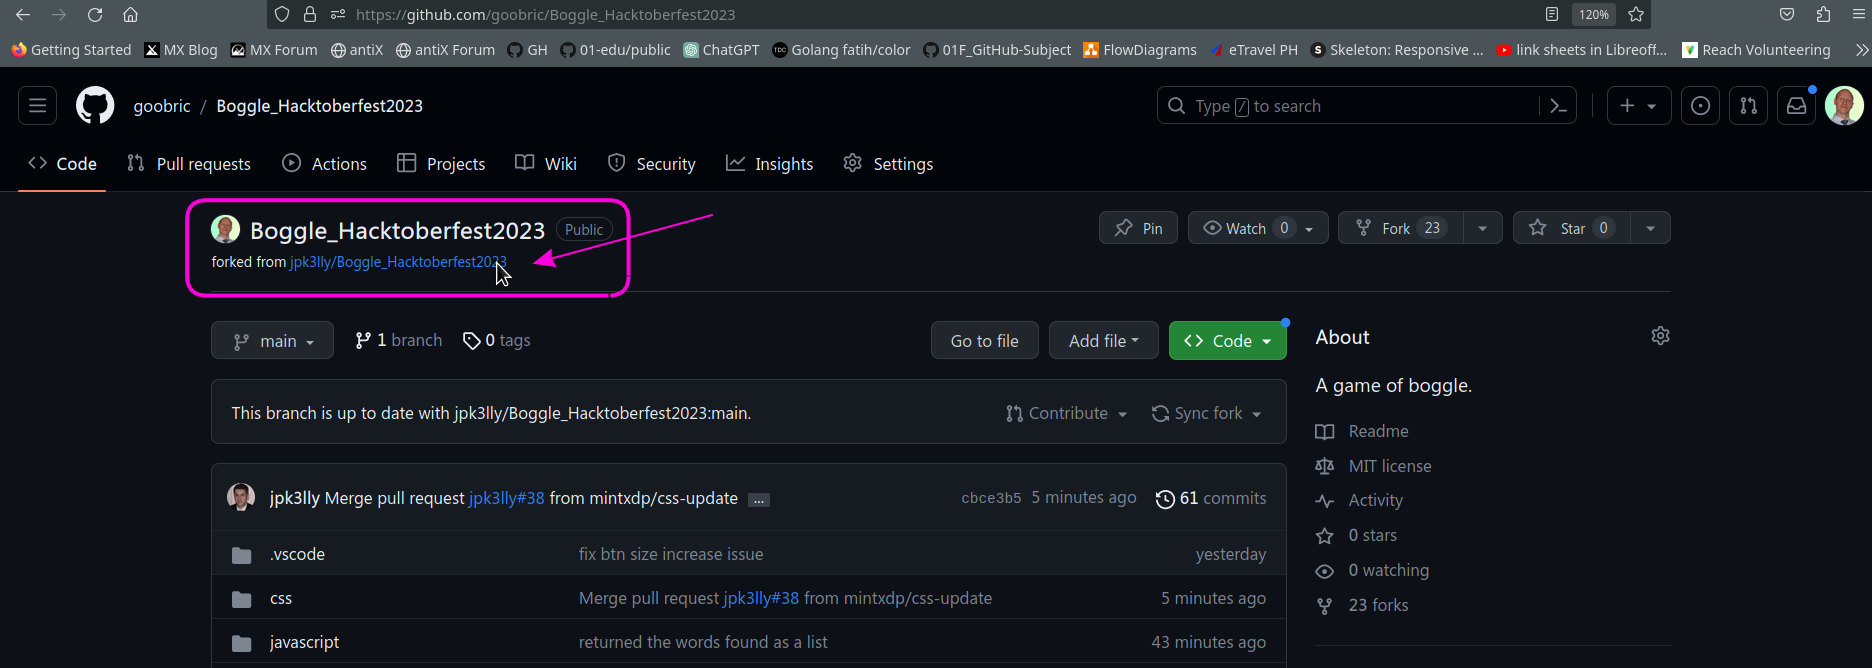 https://github.com/goobric/Boggle_Hacktoberfest2023 120%
Getting Started MX Blog MX Forum antiX antiX Forum GH 01-edu/public ChatGPT Golang fatih/color 01F_GitHub-Subject FlowDiagrams eTravel PH Skeleton: Responsive ... link sheets in Libreoff... Reach Volunteering
goobric / Boggle_Hacktoberfest2023 Type / to search
Code Pull requests Actions Projects Wiki Security Insights Settings
Boggle_Hacktoberfest2023 Public Pin Watch 0 Fork 23 Star 0
forked from jpk3lly/Boggle_Hacktoberfest2023
main 1 branch 0 tags Go to file Add file Code
About
A game of boggle.
This branch is up to date with jpk3lly/Boggle_Hacktoberfest2023:main. Contribute Sync fork
Readme
MIT license
Activity
0 stars
0 watching
23 forks
jpk3lly Merge pull request jpk3lly#38 from mintxdp/css-update ... cbce3b5 5 minutes ago 61 commits
.vscode fix btn size increase issue yesterday
css Merge pull request jpk3lly#38 from mintxdp/css-update 5 minutes ago
javascript returned the words found as a list 43 minutes ago